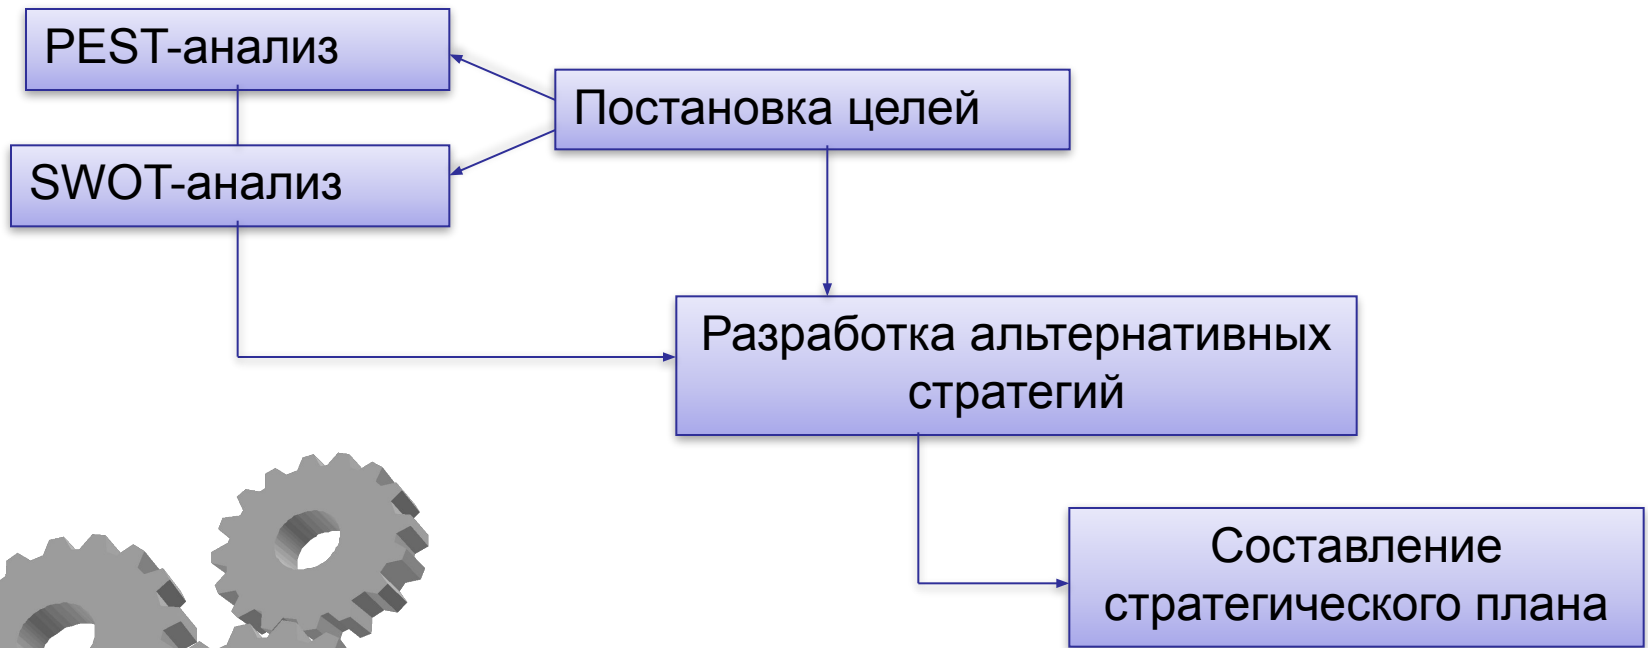 PEST-анализ
Постановка целей
SWOT-анализ
Разработка альтернативных
стратегий
Составление
стратегического плана